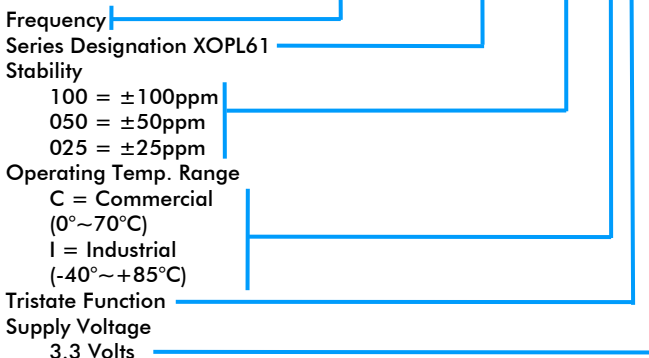 Frequency
Series Designation XOPL61
Stability
100 = ±100ppm
050 = ±50ppm
025 = ±25ppm
Operating Temp. Range
C = Commercial
(0°~70°C)
I = Industrial
(-40°~+85°C)
Tristate Function
Supply Voltage
3.3 Volts